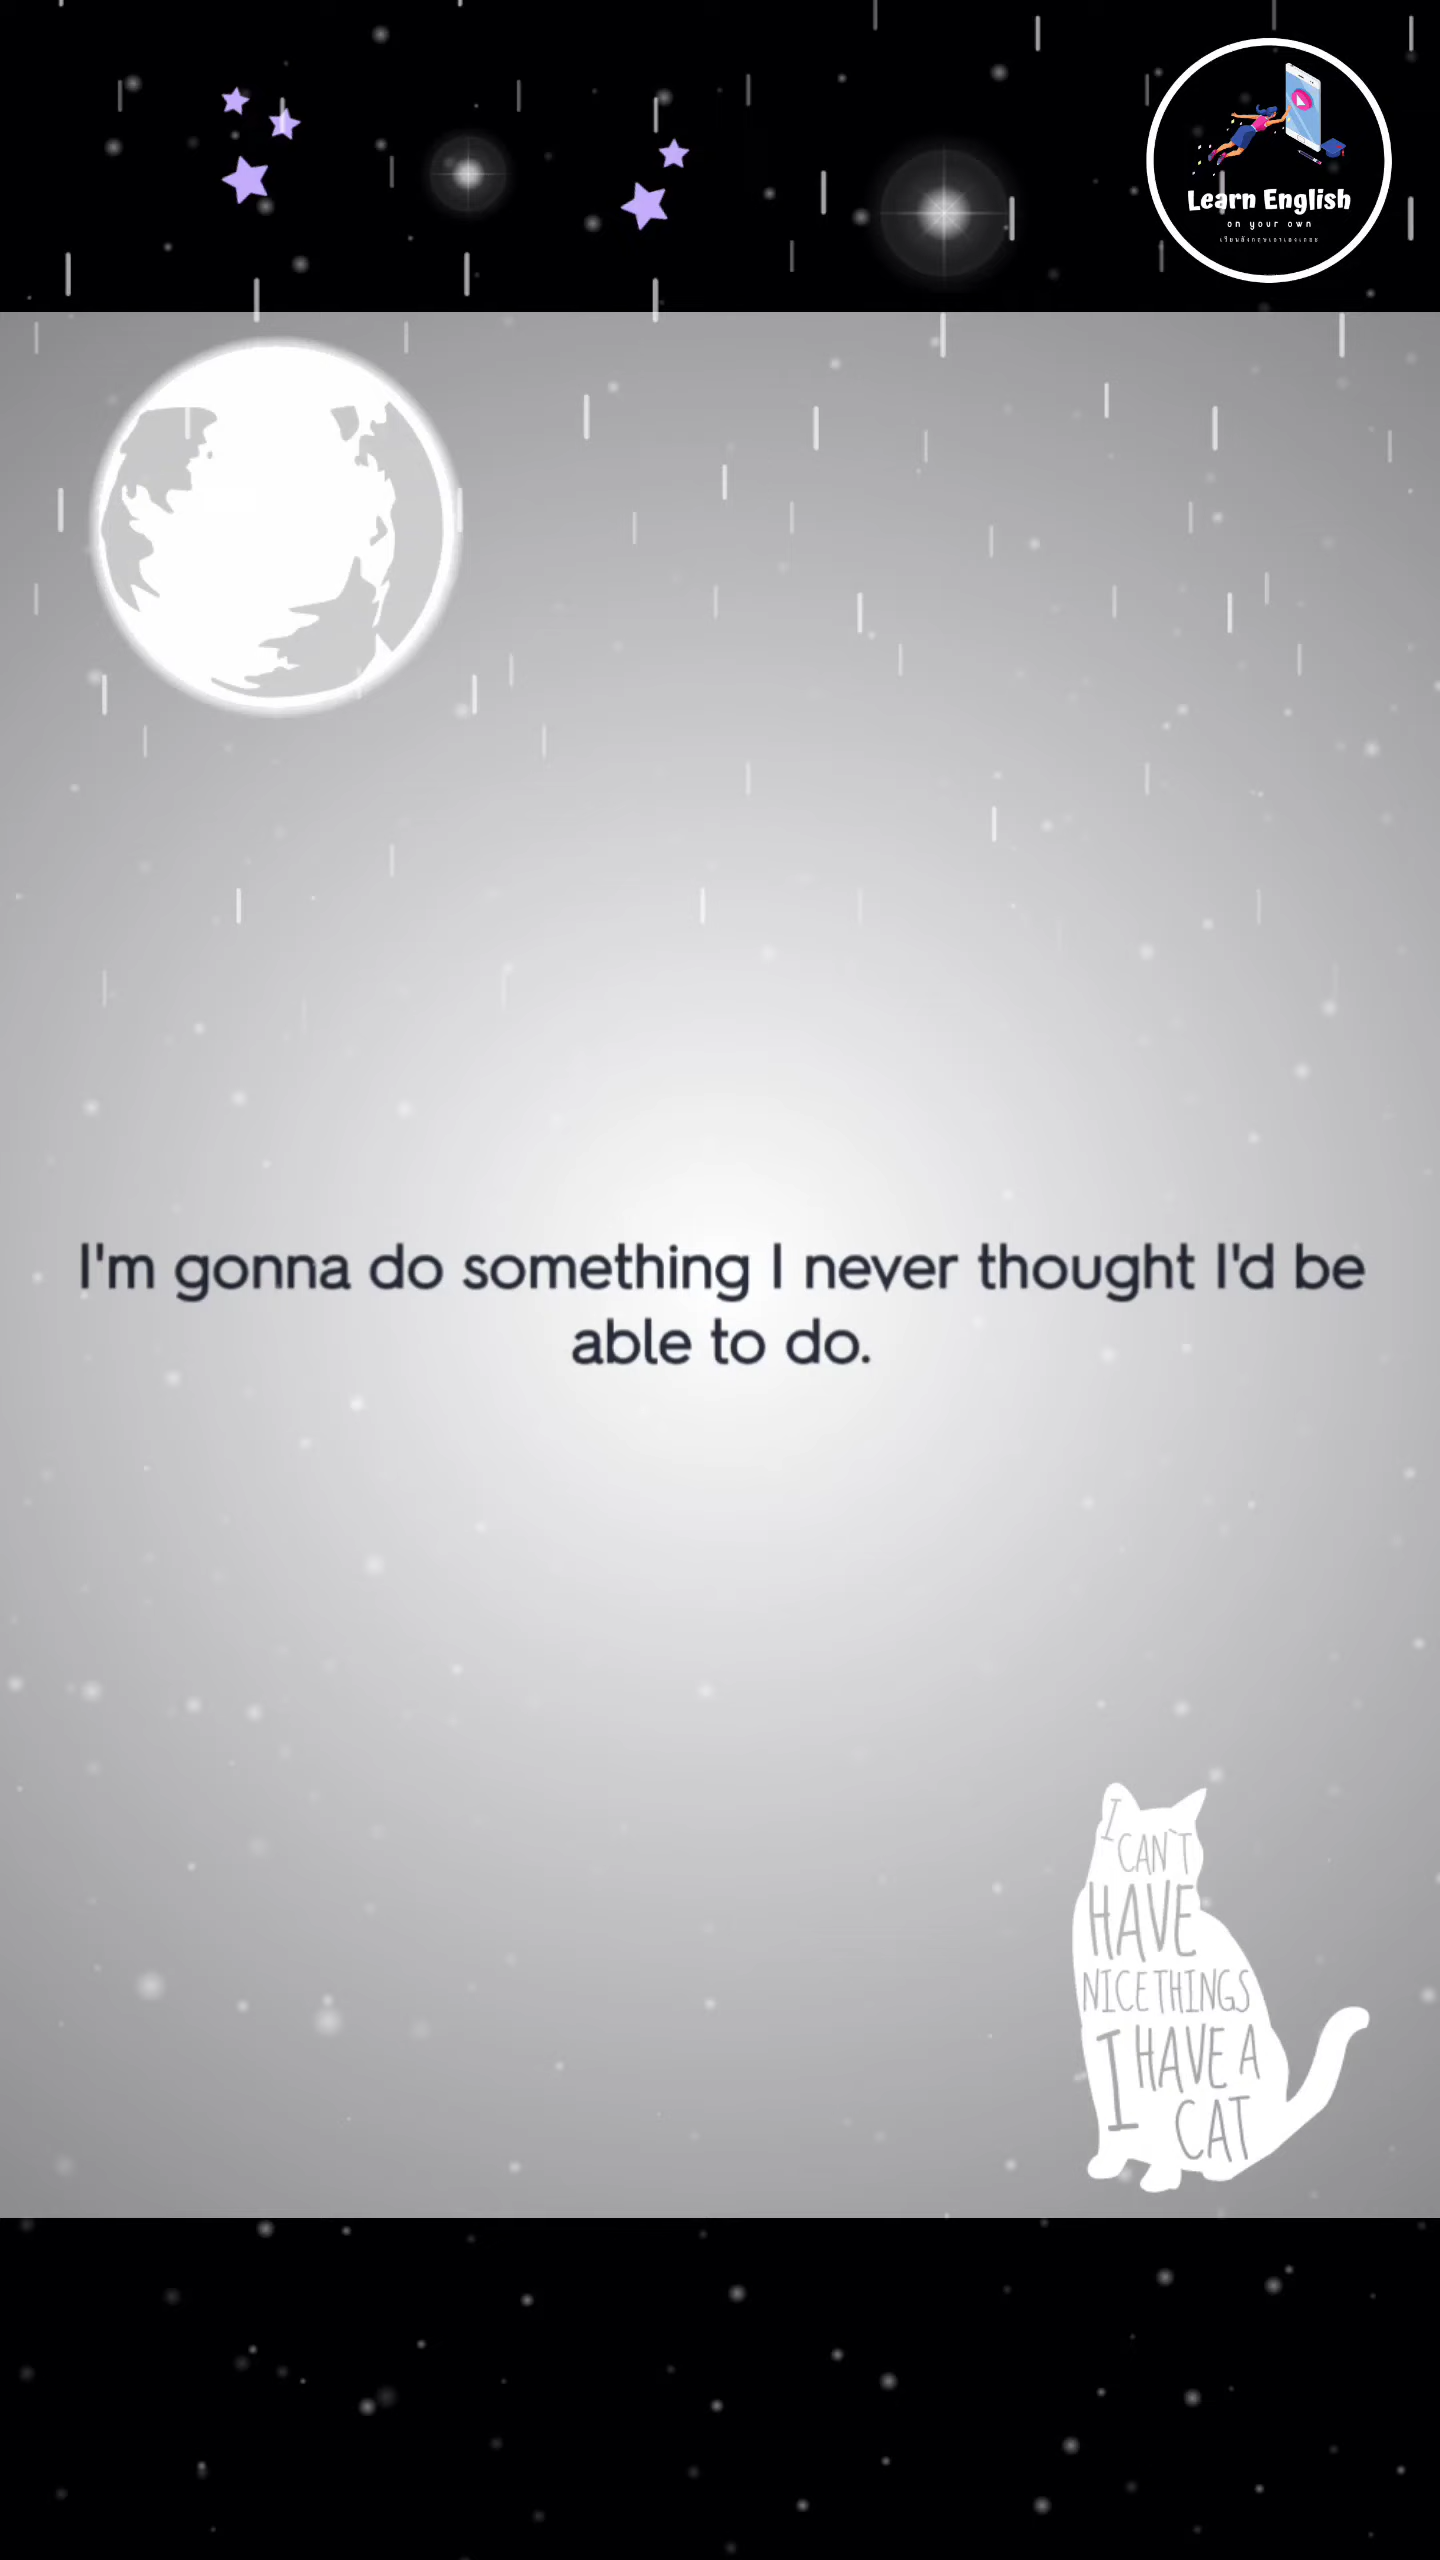 Learn English
on your own
I'm gonna do something I never thought I'd be
able to do.
I
CAN'T
HAVE
NICE THINGS
I HAVE A
CAT